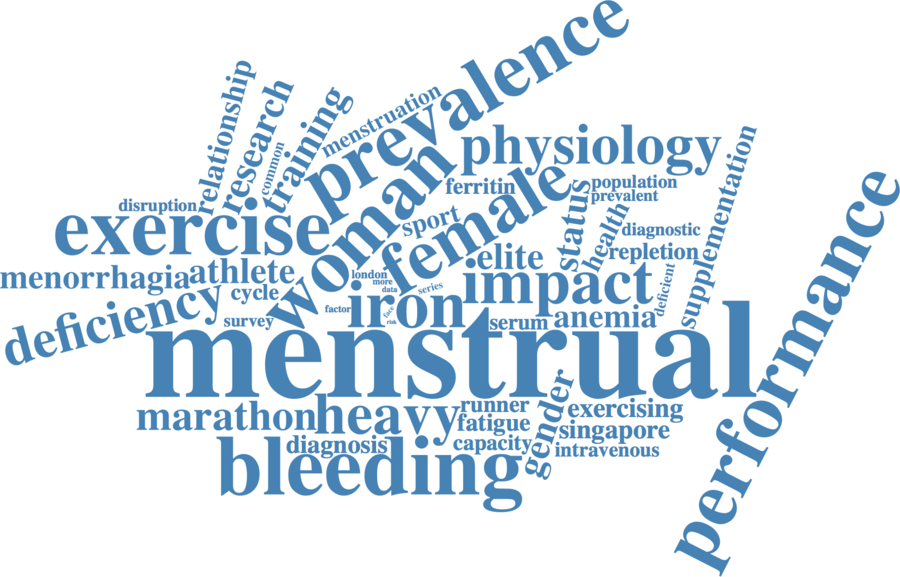 prevalence
relationship
research
common
training
menstruation
physiology
woman
female
ferritin
population
prevalent
supplementation
status
health
disruption
exercise
sport
diagnostic
repletion
performance
menorrhagia
athlete
elite
impact
deficient
london
more
data
series
deficiency
cycle
iron
factor
face
risk
survey
serum
anemia
menstrual
marathon
heavy
runner
fatigue
capacity
gender
exercising
singapore
intravenous
diagnosis
bleeding